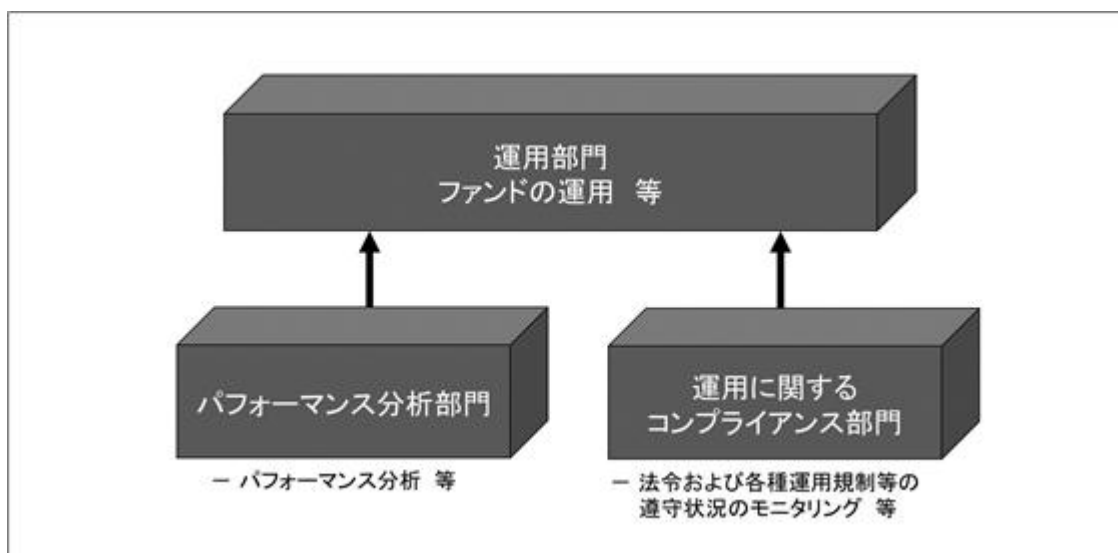 運用部門
ファンドの運用 等
パフォーマンス分析部門
- パフォーマンス分析 等
運用に関する
コンプライアンス部門
- 法令および各種運用規制等の
遵守状況のモニタリング 等